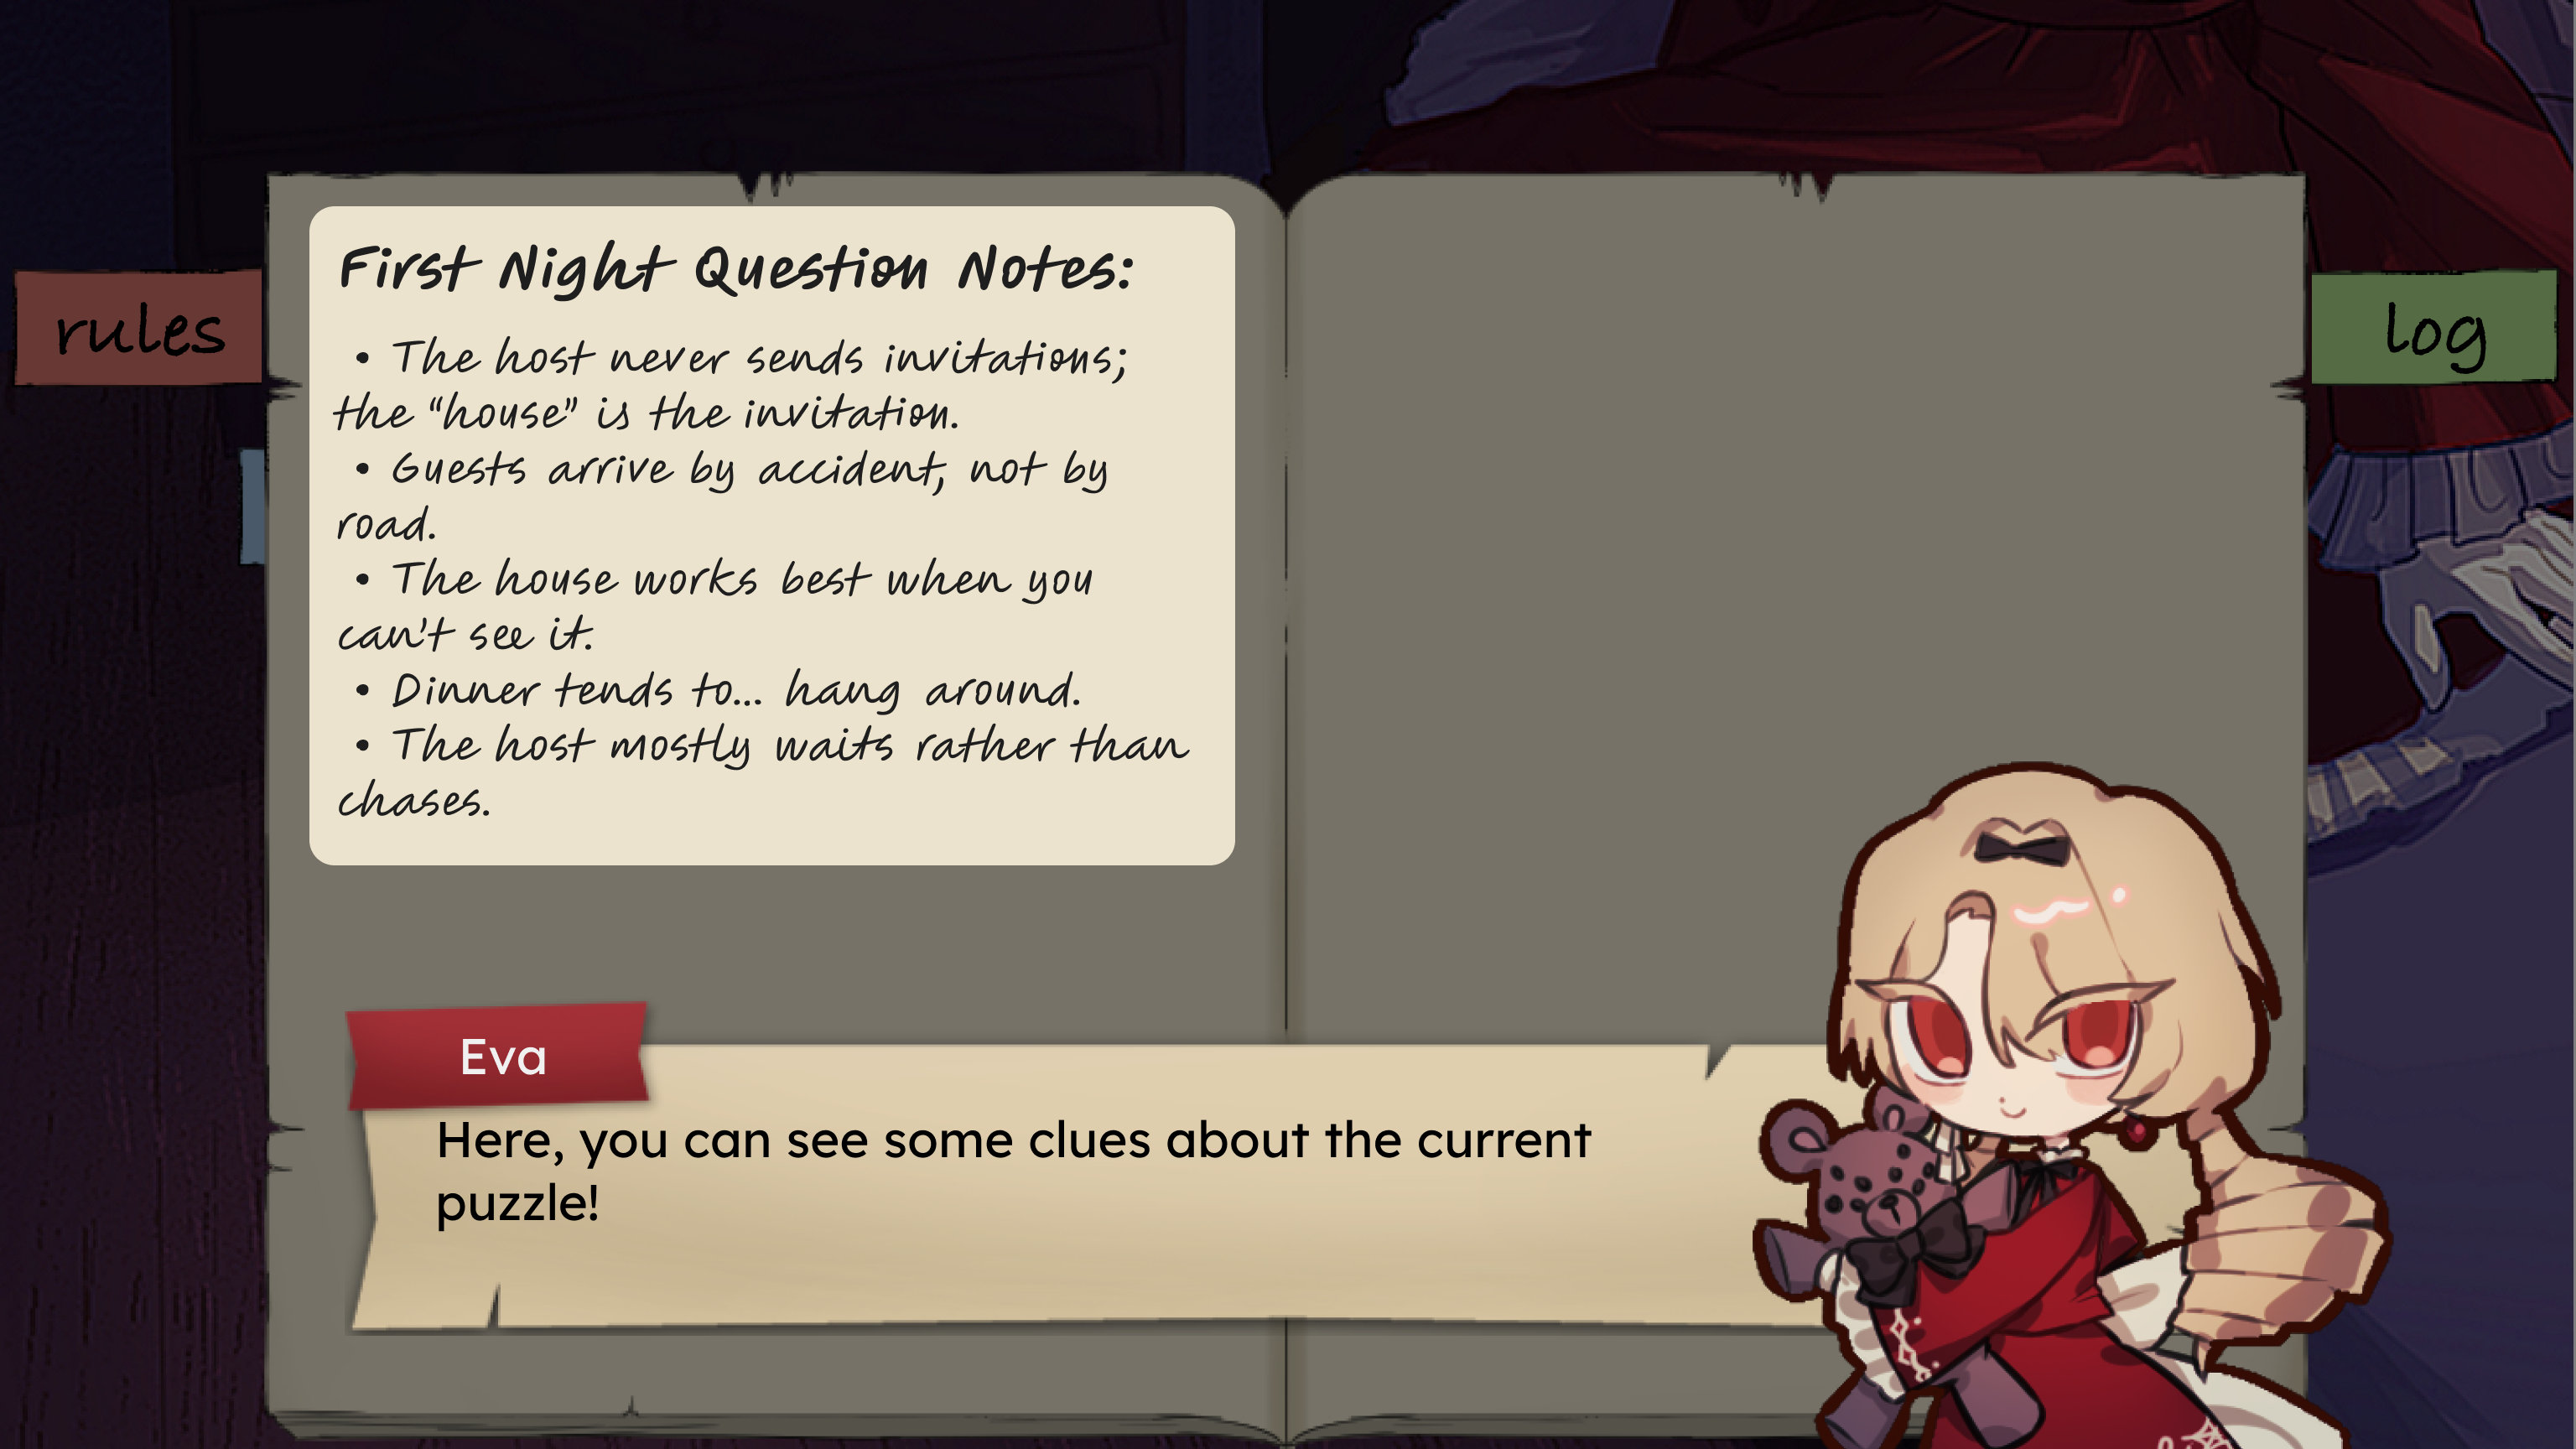 First Night Question Notes:
rules
log
• The host never sends invitations;
the “house” is the invitation.
• Guests arrive by accident, not by
road.
• The house works best when you
can't see it.
• Dinner tends to... hang around.
• The host mostly waits rather than
chases.
Eva
Here, you can see some clues about the current
puzzle!